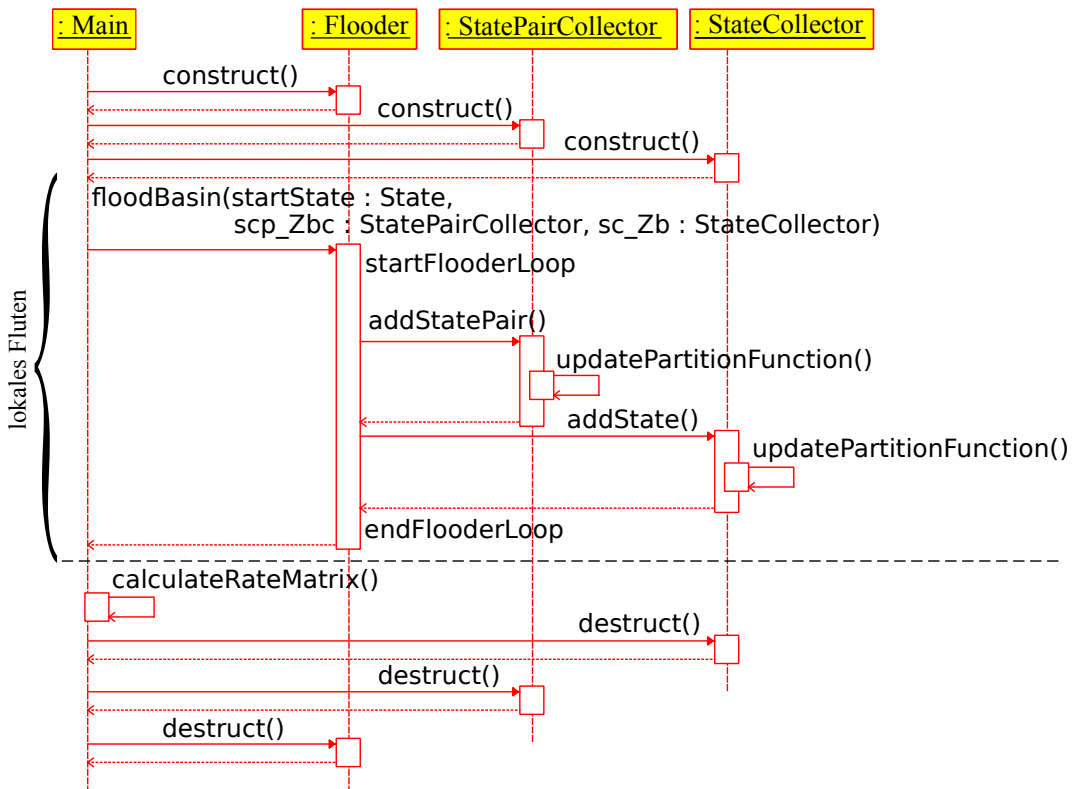 : Main
: Flooder
: StatePairCollector
: StateCollector
construct()
construct()
construct()
floodBasin(startState : State,
scp_Zbc : StatePairCollector, sc_Zb : StateCollector)
startFlooderLoop
lokales Fluten
addStatePair()
updatePartitionFunction()
addState()
updatePartitionFunction()
endFlooderLoop
calculateRateMatrix()
destruct()
destruct()
destruct()